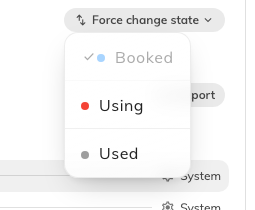 Force change state
Booked
port
Using
Used
System
System